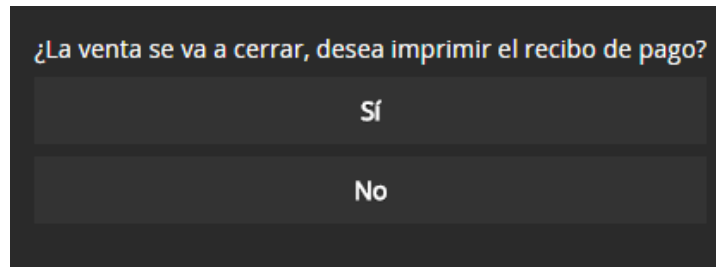 ¿La venta se va a cerrar, desea imprimir el recibo de pago?
Sí
No